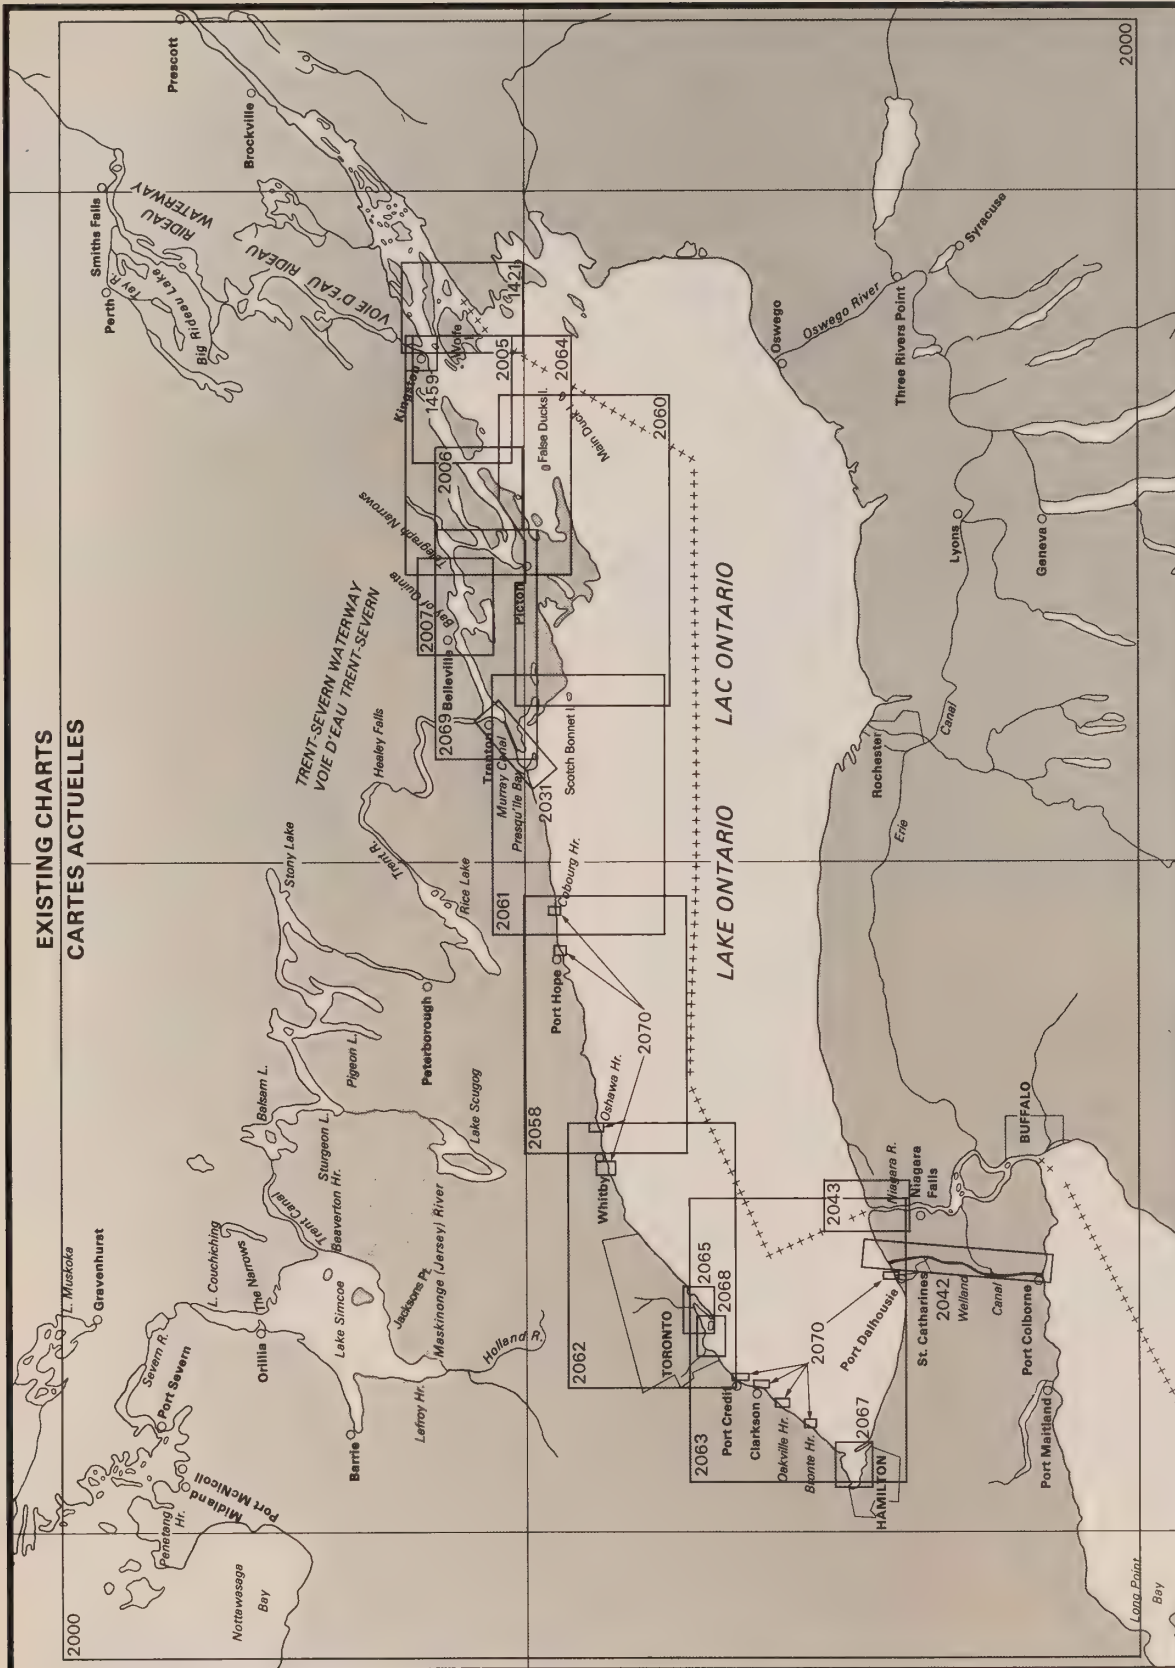 EXISTING CHARTS
CARTES ACTUELLES
2000
Nottawasaga
Bay
Penetang
Hr.
Midland
Port McNicoll
Port Severn
Severn R.
L. Muskoka
Gravenhurst
Orillia
L. Couchiching
The Narrows
Barrie
Lake Simcoe
Lefroy Hr.
Jacksons Pt.
Maskinonge (Jersey) River
Holland R.
Trent Canal
Beaverton Hr.
Balsam L.
Sturgeon L.
Pigeon L.
Lake Scugog
Peterborough
Stony Lake
Rice Lake
Trent R.
Healey Falls
TRENT-SEVERN WATERWAY
VOIE D'EAU TRENT-SEVERN
Perth
Smiths Falls
Tay R.
Big Rideau Lake
RIDEAU
WATERWAY
VOIE D'EAU RIDEAU
Brockville
Prescott
Kingston
1459
Wolfe I.
1421
2005
2064
2006
False Ducks I.
Main Duck I.
2060
Telegraph Narrows
Bay of Quinte
2007
Belleville
Picton
2069
Trenton
Murray Canal
Presqu'ile Bay
2031
Scotch Bonnet I.
2061
Cobourg Hr.
Port Hope
2070
2058
Oshawa Hr.
Whitby
2062
TORONTO
2065
2068
2063
Port Credit
Clarkson
Oakville Hr.
Bronte Hr.
2070
2067
HAMILTON
Port Dalhousie
St. Catharines
2042
Welland
Canal
Port Colborne
Port Maitland
2043
Niagara R.
Niagara
Falls
BUFFALO
LAKE ONTARIO
LAC ONTARIO
Erie
Canal
Rochester
Lyons
Geneva
Oswego
Oswego River
Three Rivers Point
Syracuse
Long Point
Bay
2000